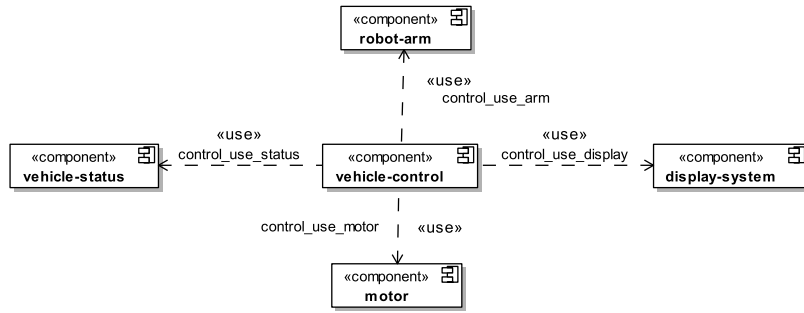 «component»
robot-arm
«use»
control_use_arm
«use»
control_use_status
«use»
control_use_display
«component»
vehicle-status
«component»
vehicle-control
«component»
display-system
control_use_motor
«use»
«component»
motor